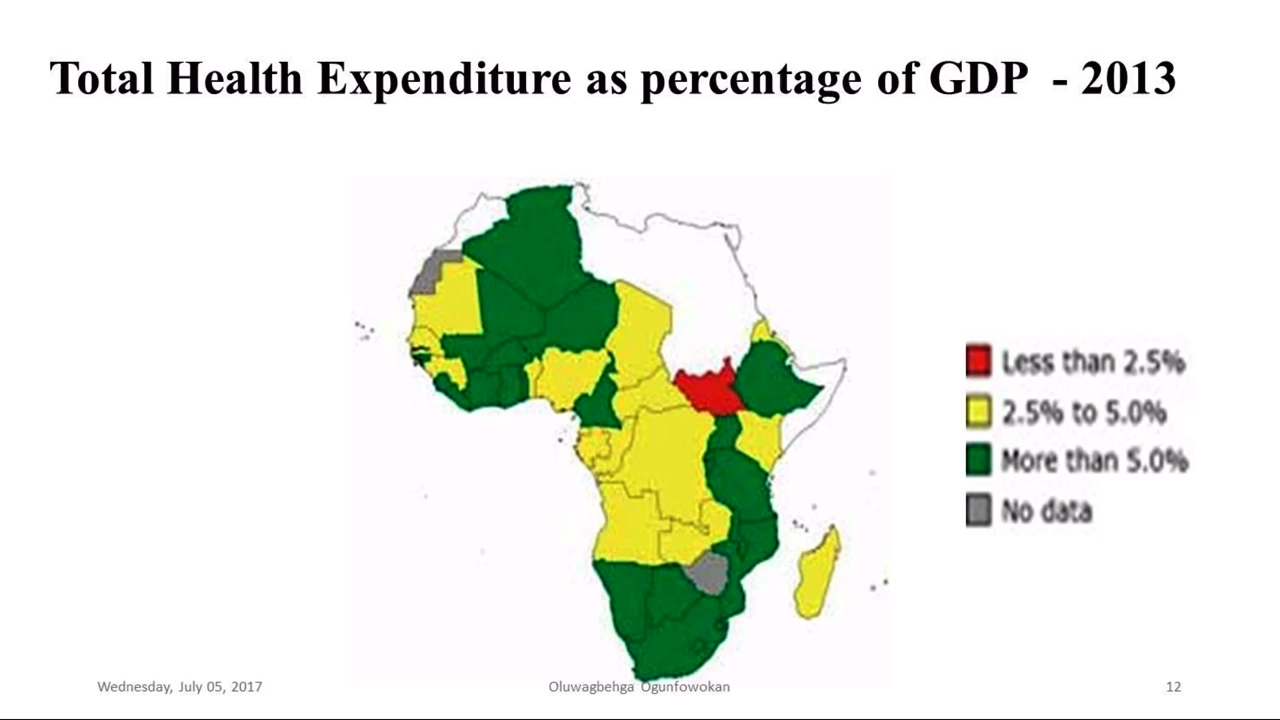 Total Health Expenditure as percentage of GDP - 2013
Less than 2.5%
2.5% to 5.0%
More than 5.0%
No data
Wednesday, July 05, 2017
Oluwagbehga Ogunfowokan
12